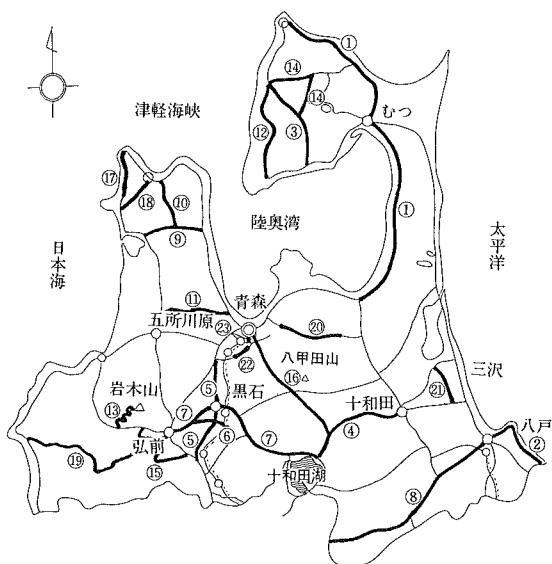 ①
⑭
⑭
むつ
津軽海峡
⑫
③
⑰
⑱
⑩
①
陸奥湾
太平洋
⑨
日本海
⑪
青森
五所川原
㉓
⑳
㉒
八甲田山
三沢
岩木山
⑤
黒石
⑯
十和田
㉑
⑬
⑦
八戸
④
②
弘前
⑤
⑥
⑦
⑲
⑮
十和田湖
⑧